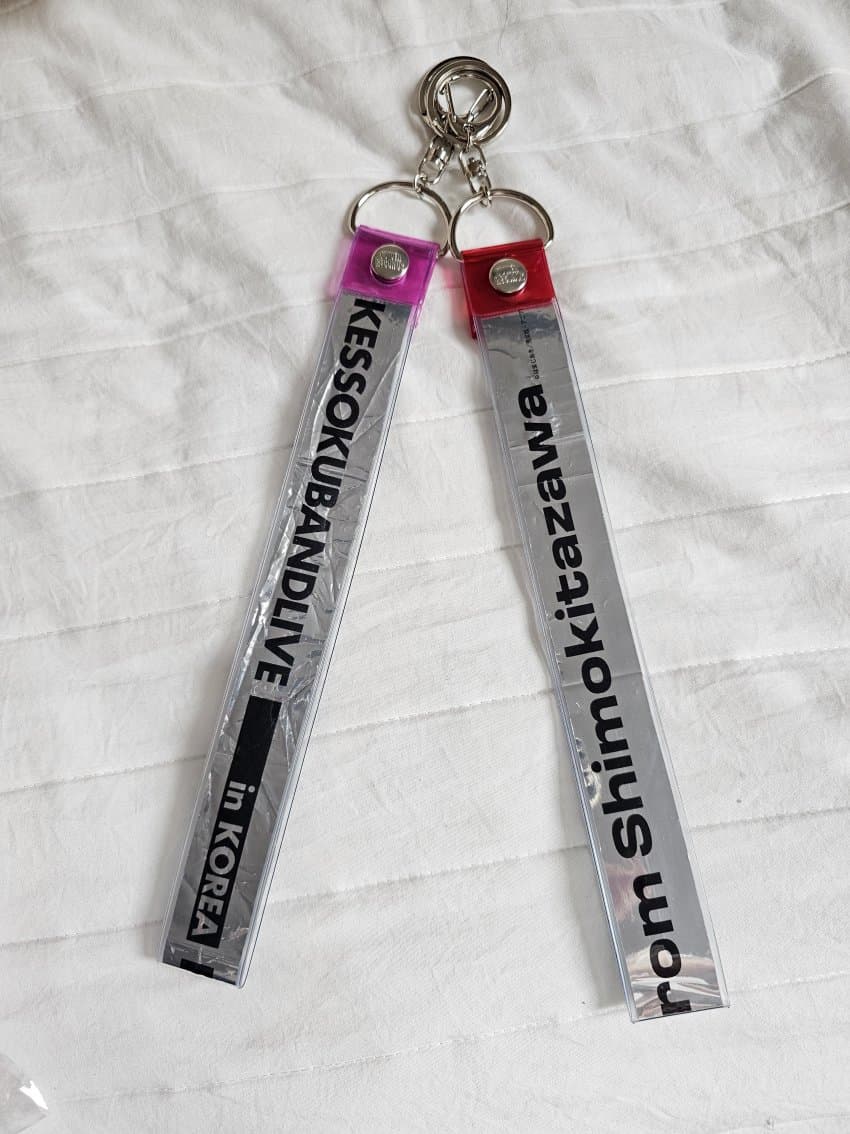 KESSOKUBANDLIVE
in KOREA
rom Shimokitazawa